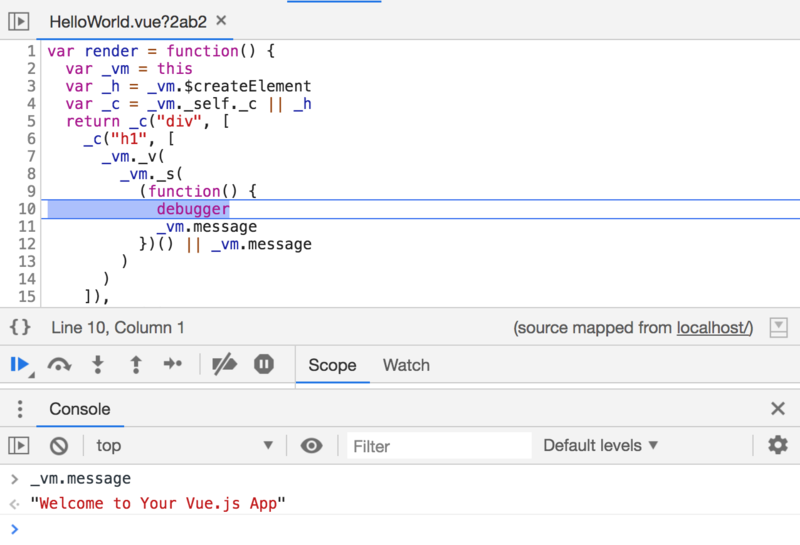 HelloWorld.vue?2ab2 ×
1 var render = function() {
2 var _vm = this
3 var _h = _vm.$createElement
4 var _c = _vm._self._c || _h
5 return _c("div", [
6 _c("h1", [
7 _vm._v(
8 _vm._s(
9 (function() {
10 debugger
11 _vm.message
12 })() || _vm.message
13 )
14 )
15 ]),
{} Line 10, Column 1 (source mapped from localhost/)
Scope Watch
Console
top Filter Default levels ▼
> _vm.message
"Welcome to Your Vue.js App"
>